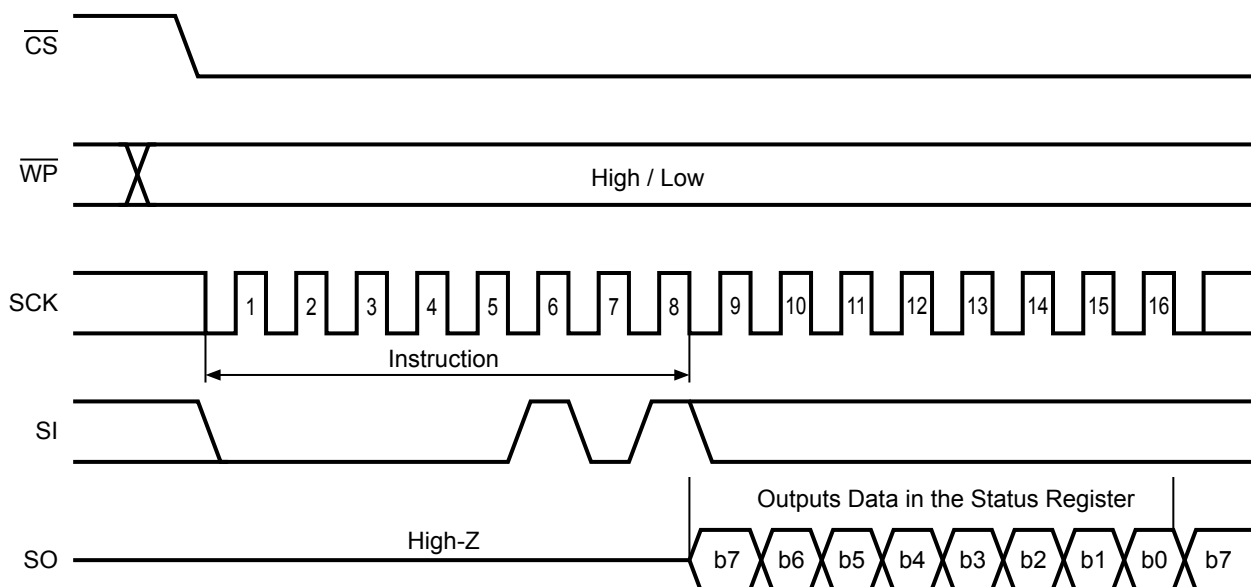 CS
WP
High / Low
SCK
1 2 3 4 5 6 7 8 9 10 11 12 13 14 15 16
Instruction
SI
Outputs Data in the Status Register
High-Z
SO
b7 b6 b5 b4 b3 b2 b1 b0 b7